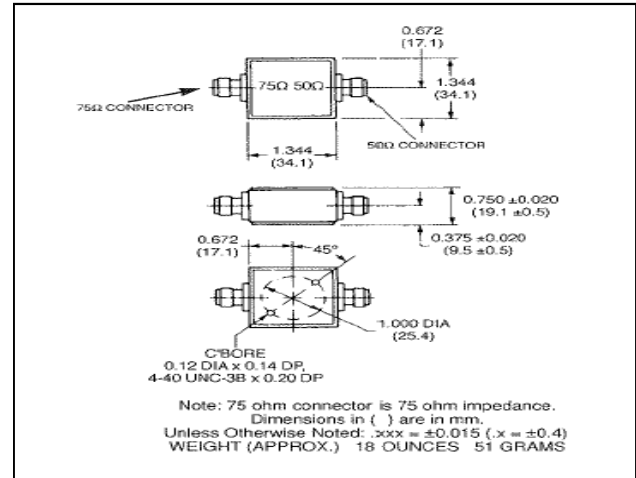 0.672
(17.1)
75Ω 50Ω
1.344
(34.1)
75Ω CONNECTOR
50Ω CONNECTOR
1.344
(34.1)
0.750 ±0.020
(19.1 ±0.5)
0.672
(17.1)
45°
0.375 ±0.020
(9.5 ±0.5)
1.000 DIA
(25.4)
C'BORE
0.12 DIA x 0.14 DP,
4-40 UNC-3B x 0.20 DP
Note: 75 ohm connector is 75 ohm impedance.
Dimensions in ( ) are in mm.
Unless Otherwise Noted: .xxx = ±0.015 (.x = ±0.4)
WEIGHT (APPROX.) 18 OUNCES 51 GRAMS